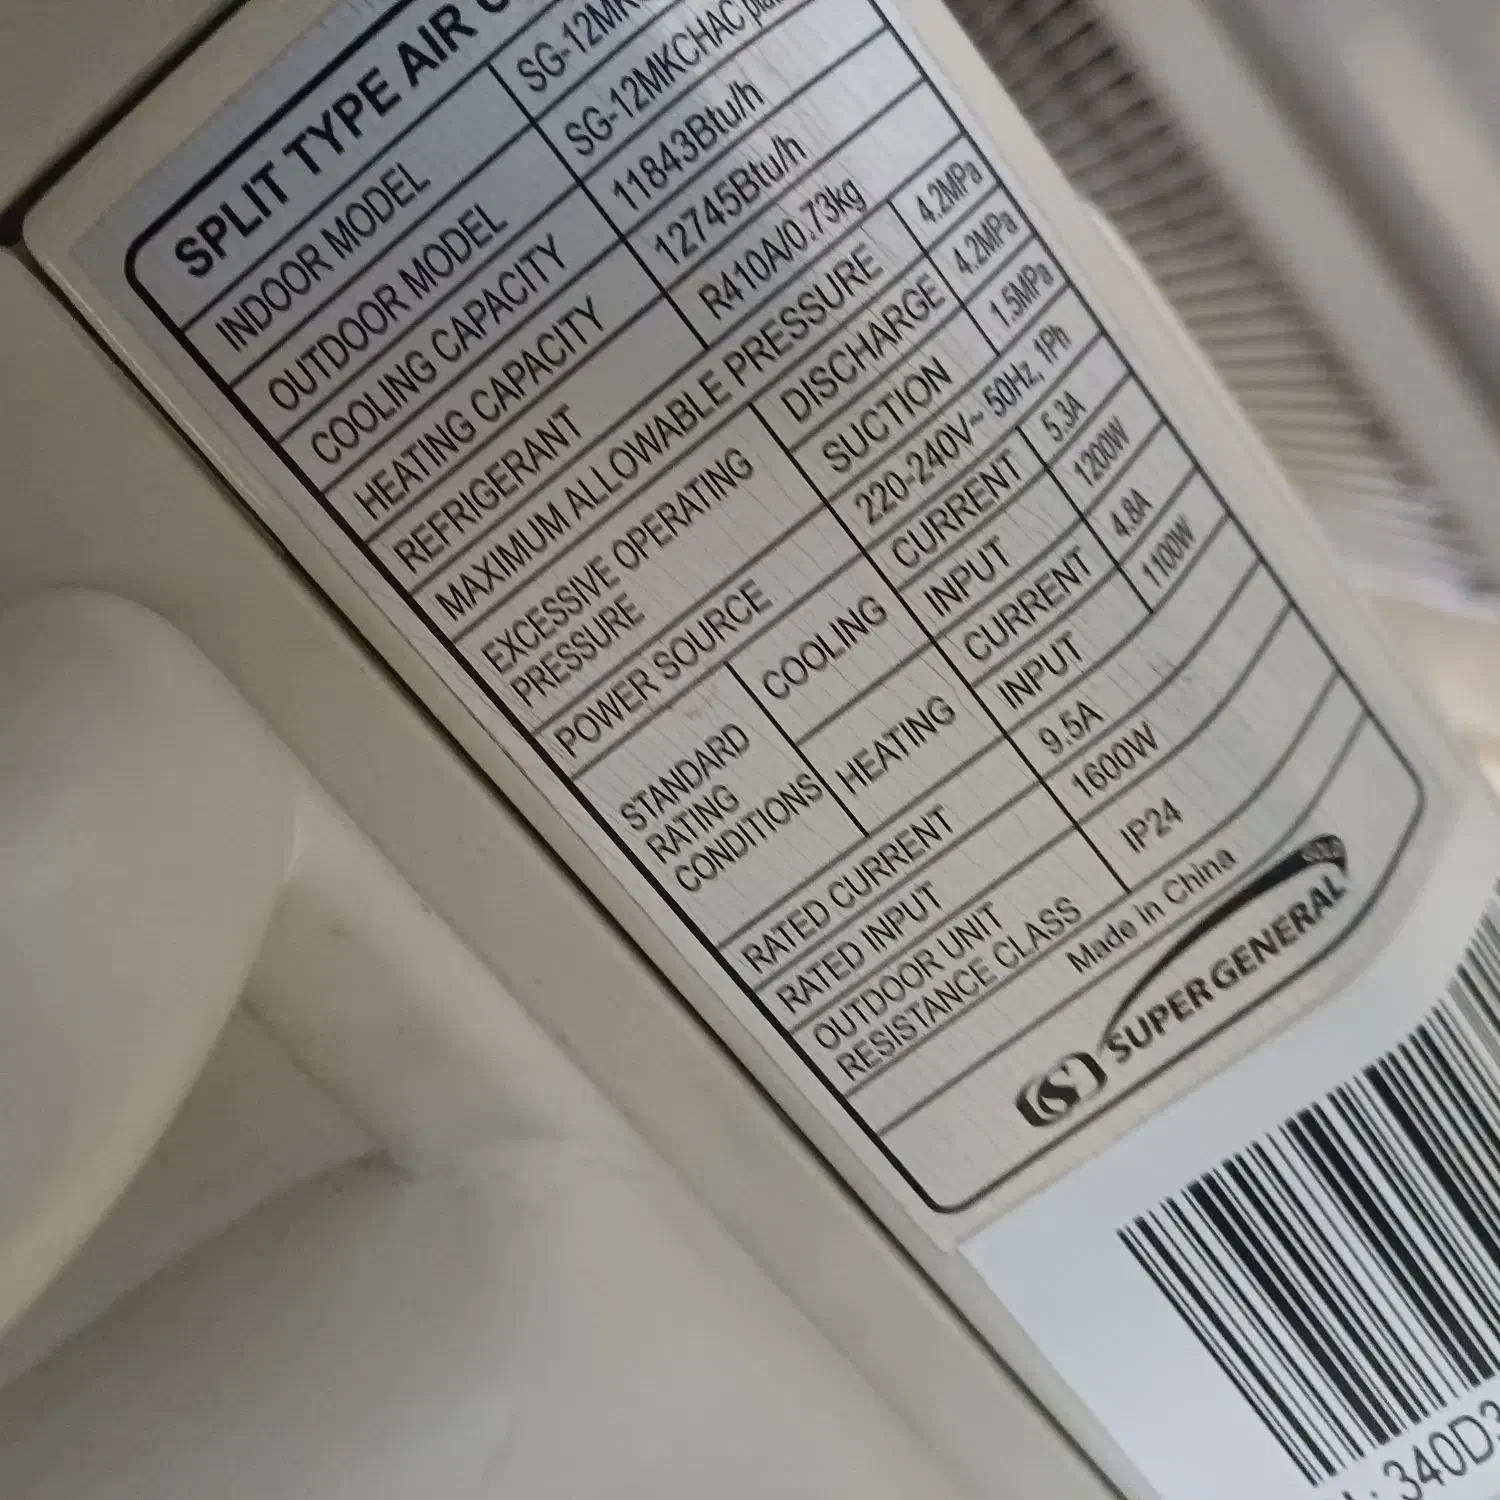 SPLIT TYPE AIR
INDOOR MODEL
OUTDOOR MODEL SG-12MKCHAC
COOLING CAPACITY 11843Btu/h
HEATING CAPACITY 12745Btu/h
REFRIGERANT R410A/0.73kg
MAXIMUM ALLOWABLE PRESSURE 4.2MPa
EXCESSIVE OPERATING PRESSURE DISCHARGE 4.2MPa
SUCTION 1.5MPa
POWER SOURCE 220-240V~ 50Hz, 1Ph
STANDARD RATING CONDITIONS COOLING CURRENT 5.3A
INPUT 1200W
HEATING CURRENT 4.8A
INPUT 1100W
RATED CURRENT 9.5A
RATED INPUT 1600W
OUTDOOR UNIT RESISTANCE CLASS IP24
Made in China
SUPER GENERAL
340D3